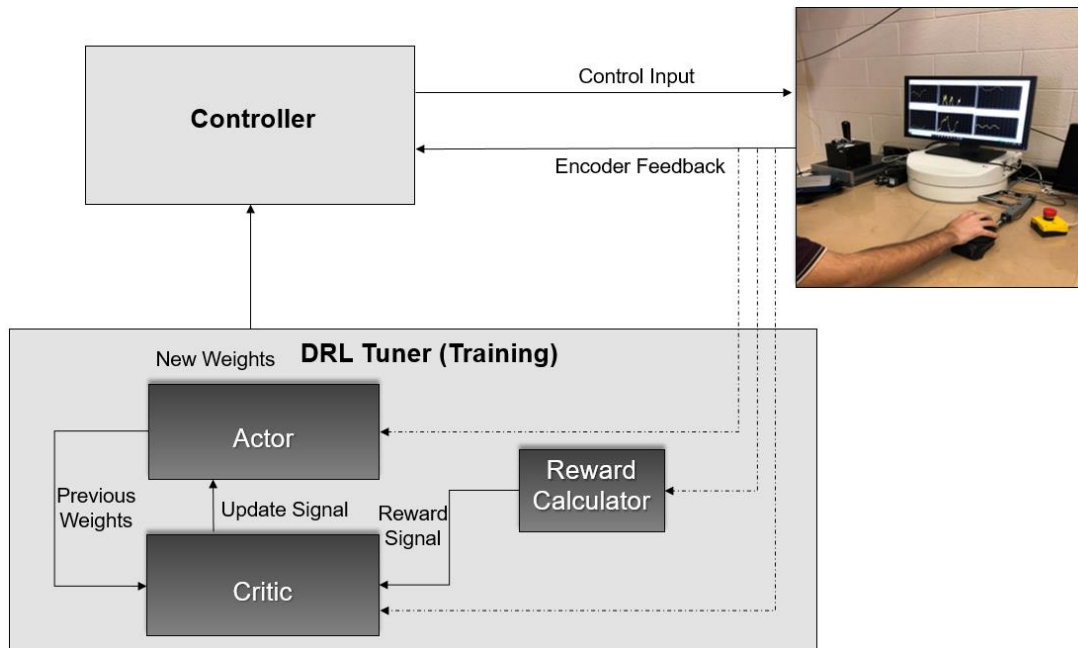 Control Input
Controller
Encoder Feedback
DRL Tuner (Training)
New Weights
Actor
Reward
Calculator
Previous
Weights
Update Signal
Reward
Signal
Critic